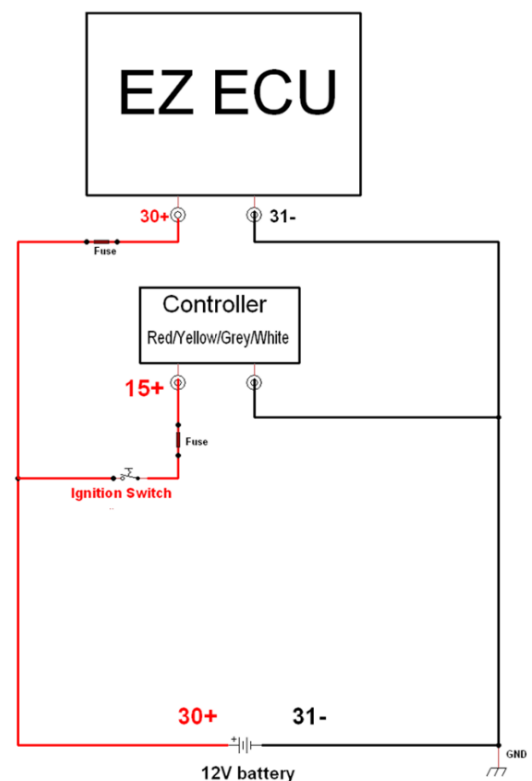 EZ ECU
30+ 31-
Fuse
Controller
Red/Yellow/Grey/White
15+
Fuse
Ignition Switch
30+ 31-
+
GND
12V battery